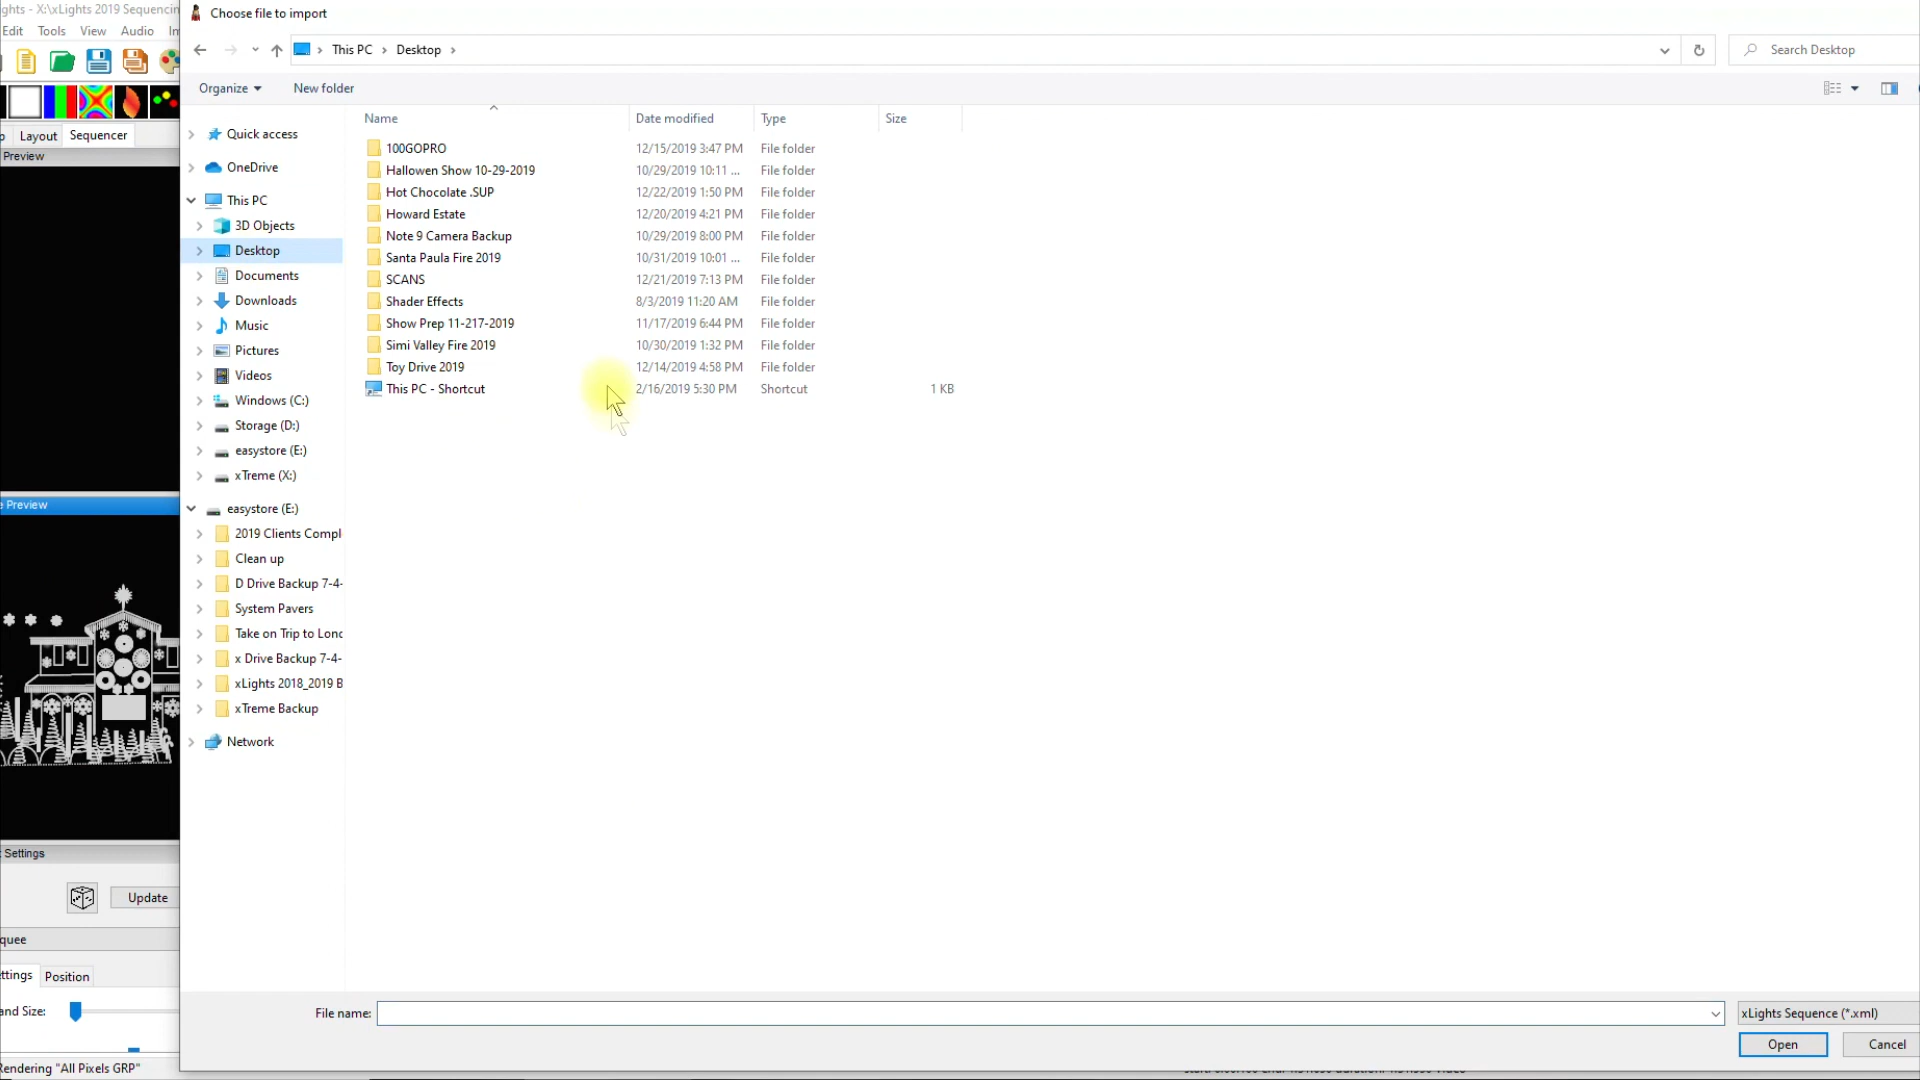 ghts - X:\xLights 2019 Sequencin
Choose file to import
Edit Tools View Audio In
This PC > Desktop >
Search Desktop
Organize
New folder
Layout
Sequencer
Preview
Name
Date modified
Type
Size
Quick access
OneDrive
This PC
3D Objects
Desktop
Documents
Downloads
Music
Pictures
Videos
Windows (C:)
Storage (D:)
easystore (E:)
xTreme (X:)
easystore (E:)
2019 Clients Compl
Clean up
D Drive Backup 7-4-
System Pavers
Take on Trip to Lonc
x Drive Backup 7-4-
xLights 2018_2019 B
xTreme Backup
Network
100GOPRO 12/15/2019 3:47 PM File folder
Hallowen Show 10-29-2019 10/29/2019 10:11 ... File folder
Hot Chocolate .SUP 12/22/2019 1:50 PM File folder
Howard Estate 12/20/2019 4:21 PM File folder
Note 9 Camera Backup 10/29/2019 8:00 PM File folder
Santa Paula Fire 2019 10/31/2019 10:01 ... File folder
SCANS 12/21/2019 7:13 PM File folder
Shader Effects 8/3/2019 11:20 AM File folder
Show Prep 11-217-2019 11/17/2019 6:44 PM File folder
Simi Valley Fire 2019 10/30/2019 1:32 PM File folder
Toy Drive 2019 12/14/2019 4:58 PM File folder
This PC - Shortcut 2/16/2019 5:30 PM Shortcut 1 KB
e Preview
t Settings
Update
quee
ettings
Position
and Size:
File name:
xLights Sequence (*.xml)
Open
Cancel
Rendering "All Pixels GRP"